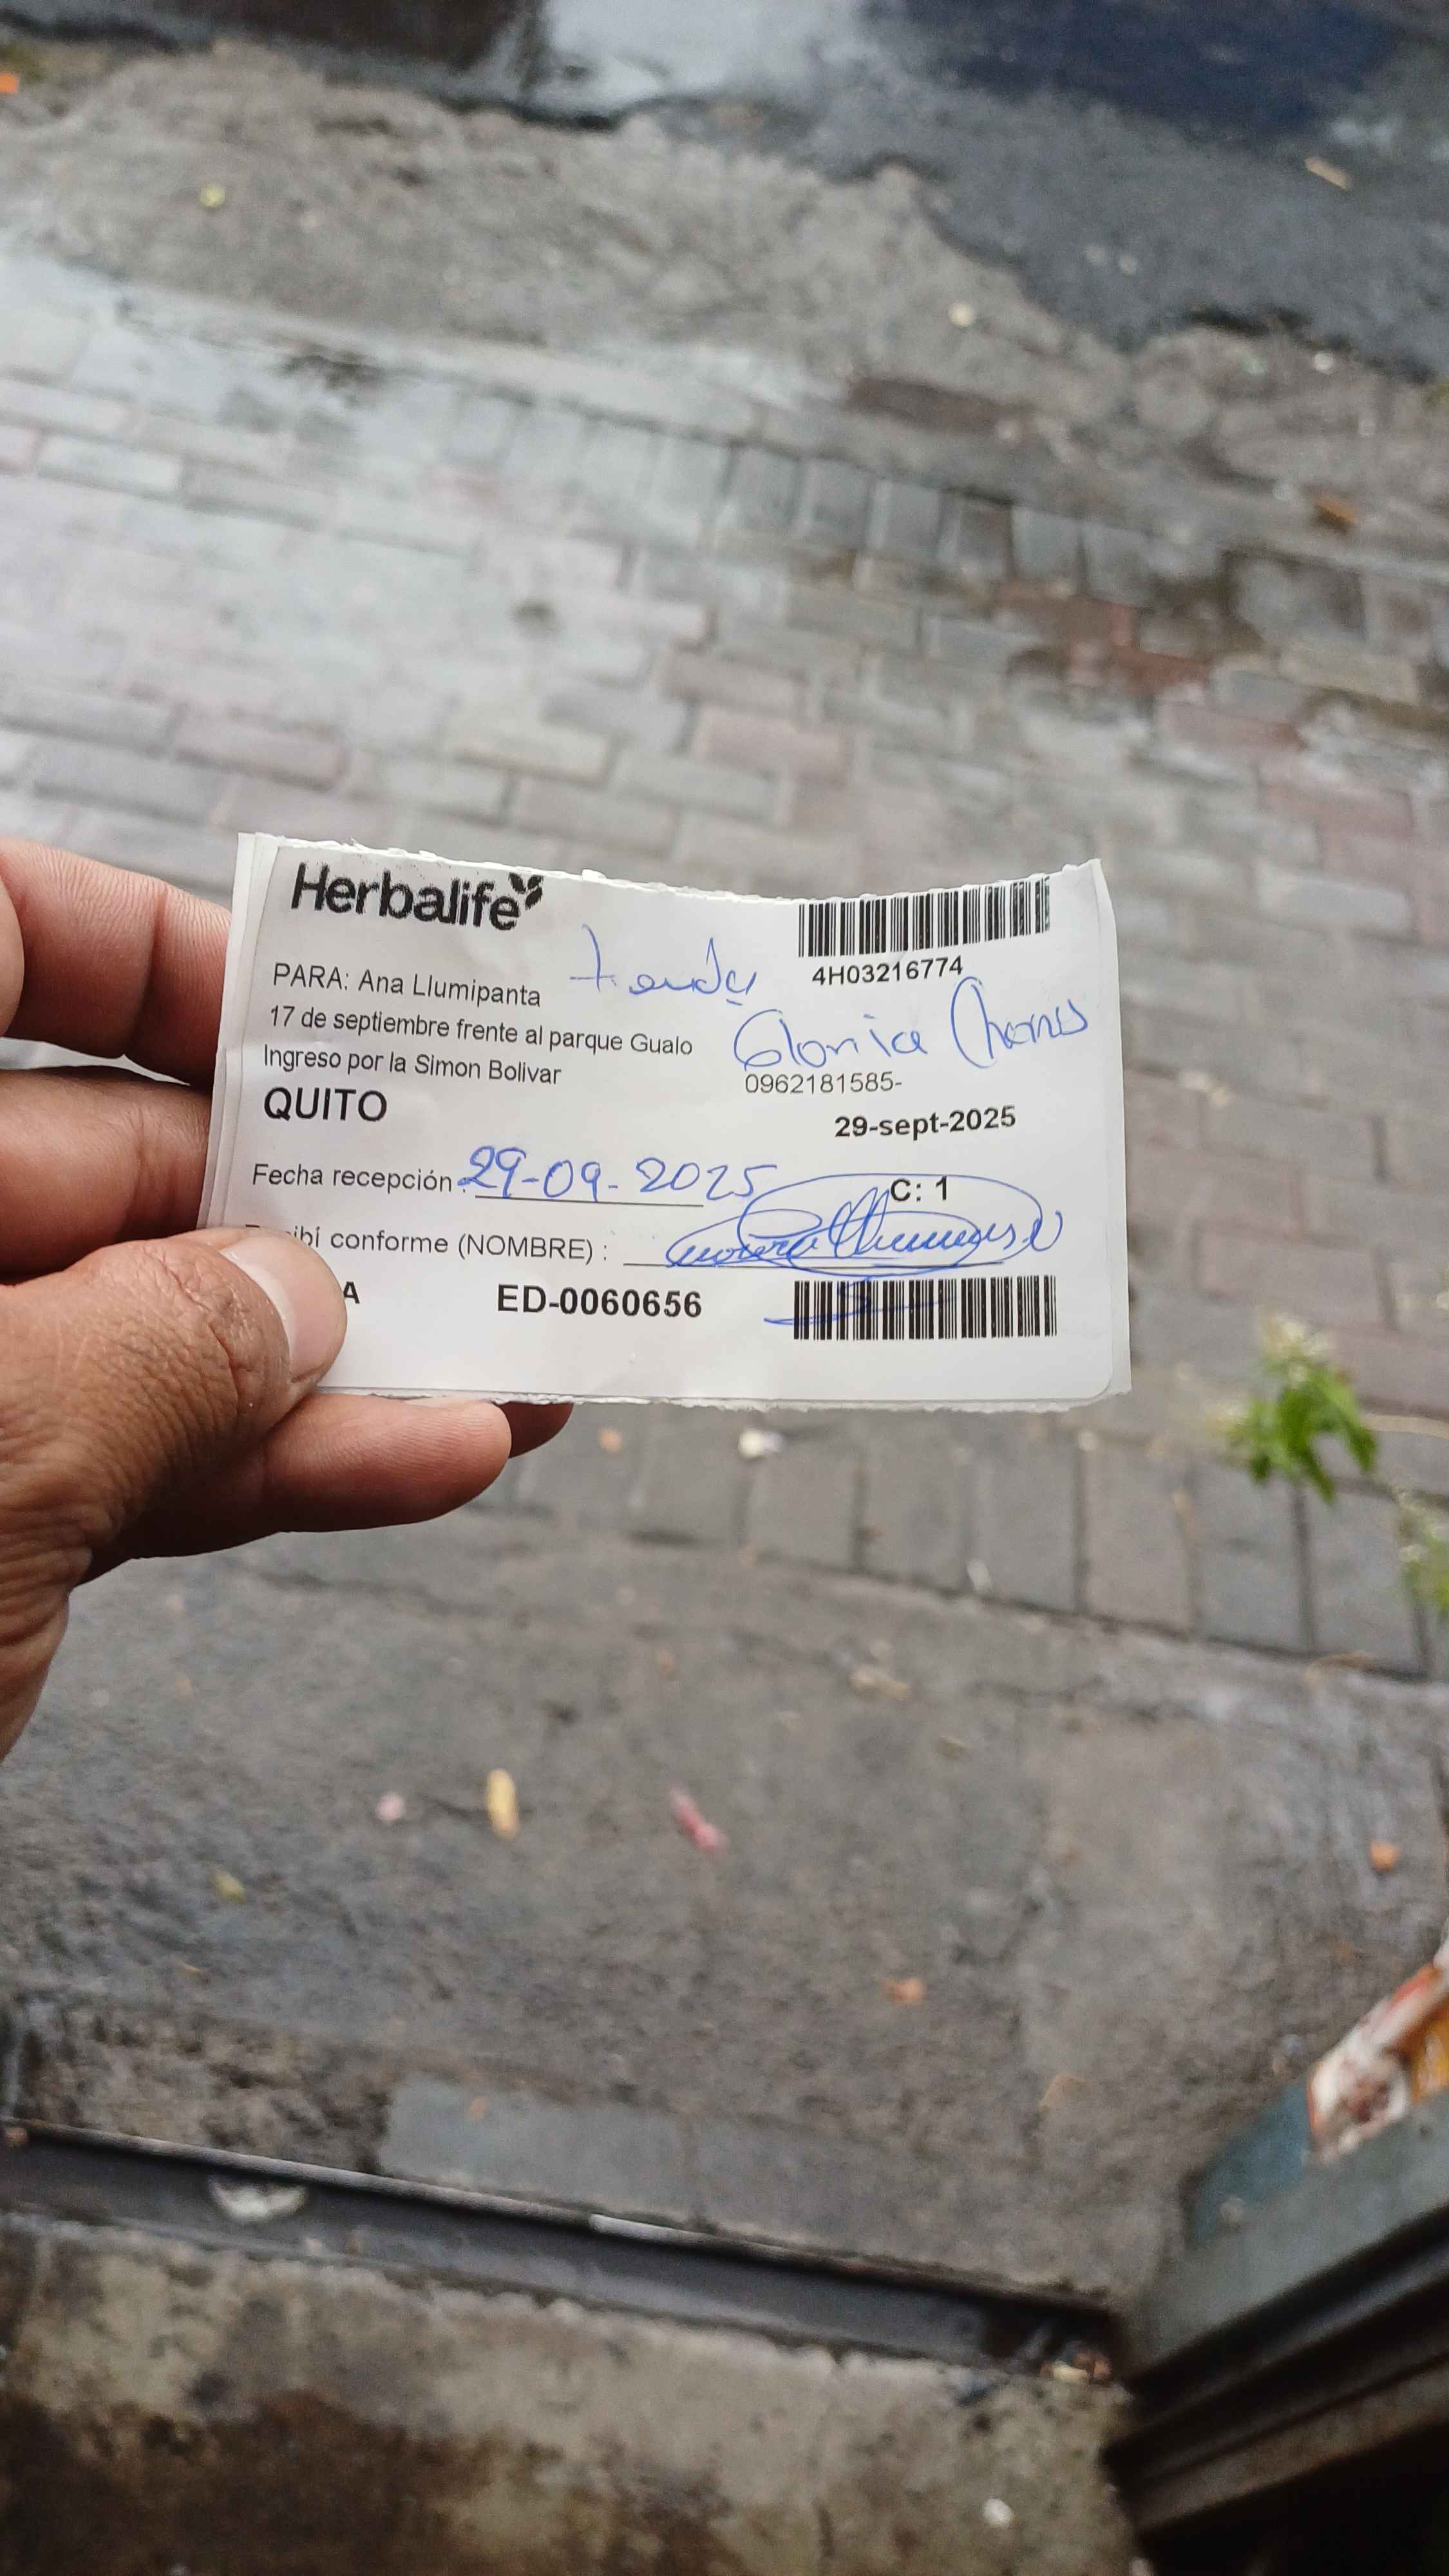 Herbalife
4H03216774
PARA: Ana Llumipanta
17 de septiembre frente al parque Gualo
Gloria
Ingreso por la Simon Bolivar
0962181585-
QUITO
29-sept-2025
Fecha recepción: 29-09-2025
C: 1
ibí conforme (NOMBRE) :
A
ED-0060656